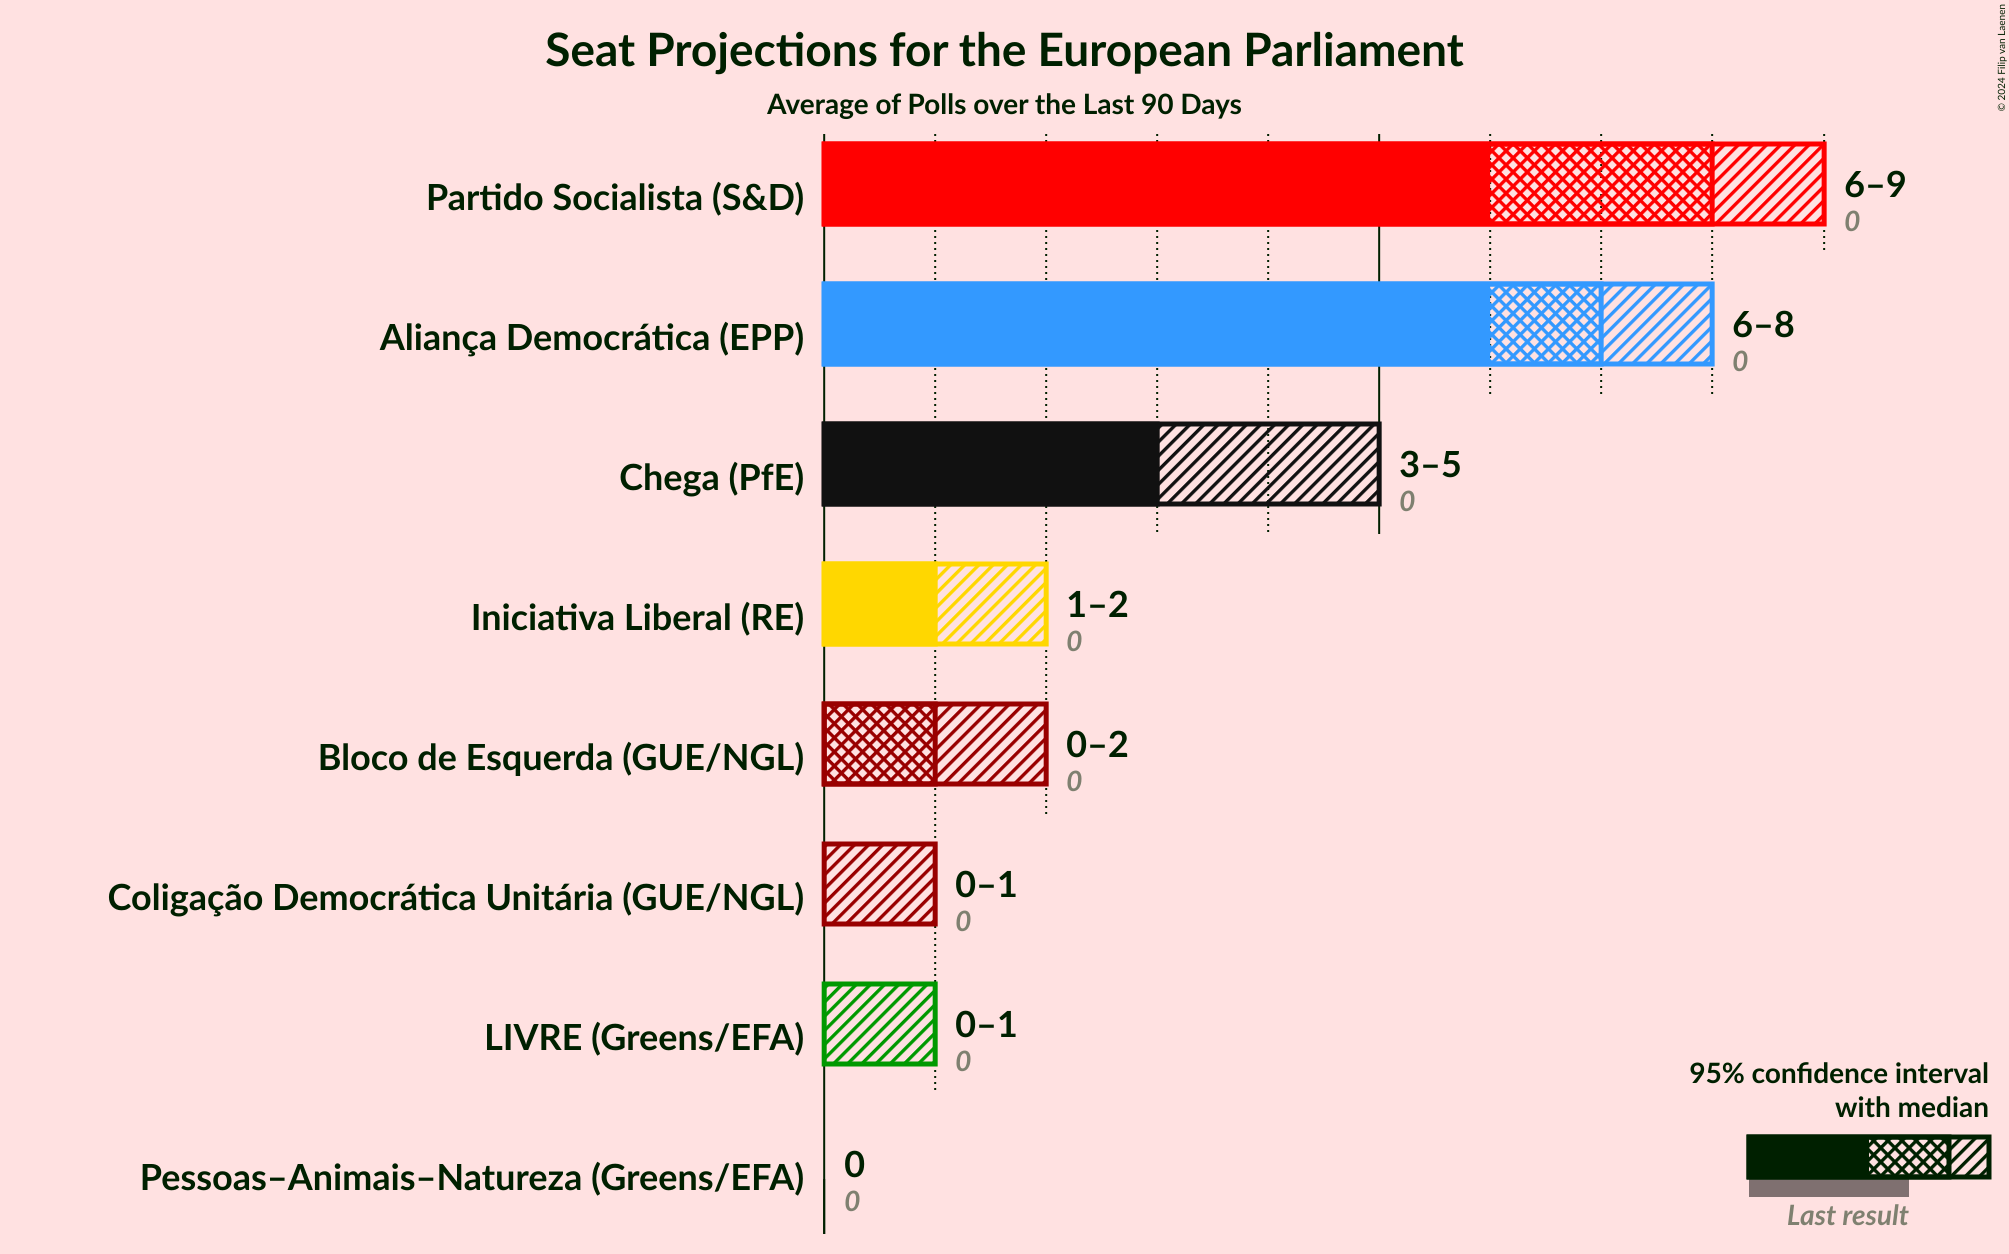 Seat Projections for the European Parliament
Average of Polls over the Last 90 Days
© 2024 Filip van Laenen
Partido Socialista (S&D)
6–9
0
Aliança Democrática (EPP)
6–8
0
Chega (PfE)
3–5
0
Iniciativa Liberal (RE)
1–2
0
Bloco de Esquerda (GUE/NGL)
0–2
0
Coligação Democrática Unitária (GUE/NGL)
0–1
0
LIVRE (Greens/EFA)
0–1
0
Pessoas–Animais–Natureza (Greens/EFA)
0
0
95% confidence interval
with median
Last result